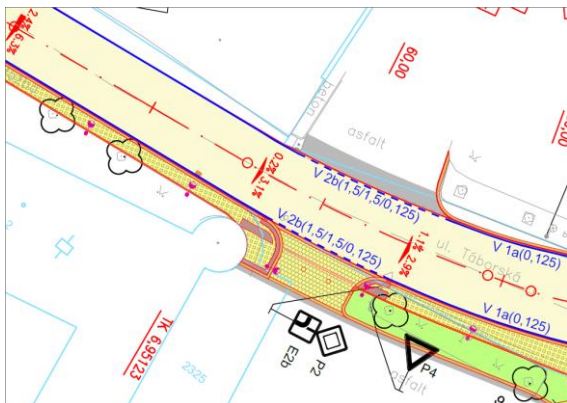 2.4%
6.3%
60,00
beton
asfalt
0.2%
3.1%
V 2b(1,5/1,5/0,125)
V 2b(1,5/1,5/0,125)
1.1%
2.9%
ul. Táborská
V 1a(0,125)
V 1a(0,125)
TK 6,95123
2325
E2b
P2
P4
asfalt